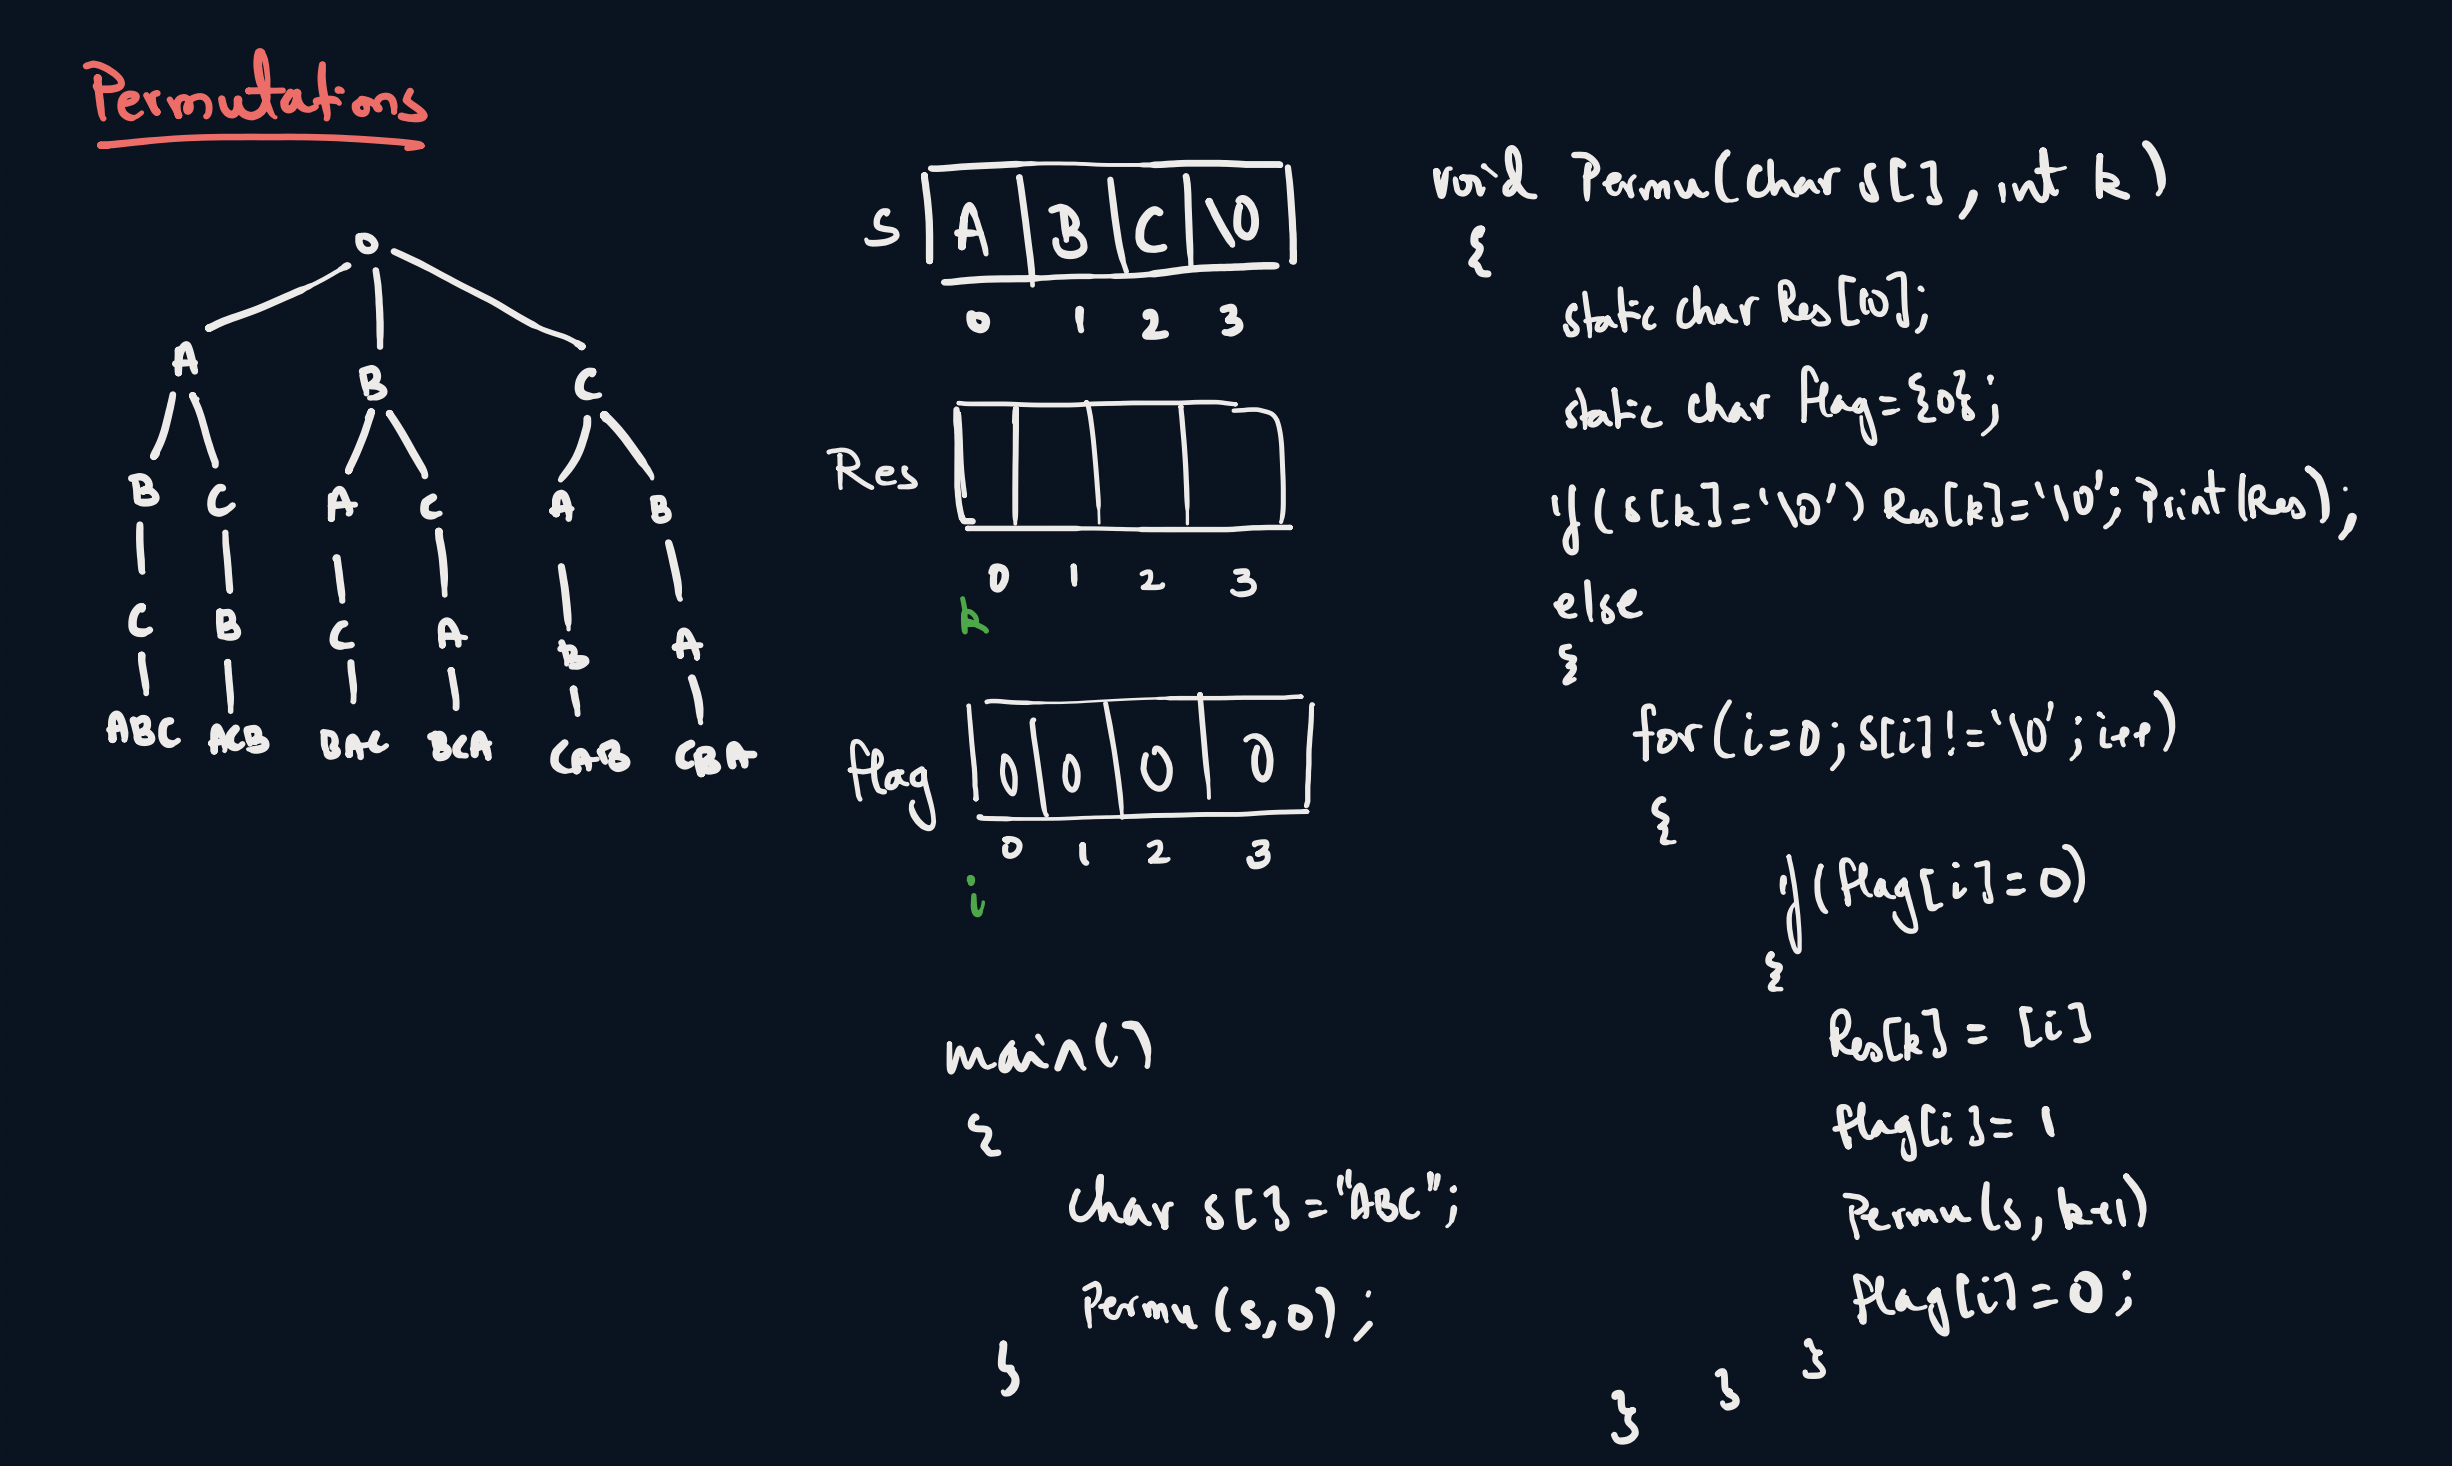 Permutations
O
A B C
B C A C A B
C B C A B A
ABC ACB BAC BCA CAB CBA
S A B C \0
0 1 2 3
Res
0 1 2 3
k
flag 0 0 0 0
0 1 2 3
i
main()
{
char s[]="ABC";
Permu(s,0);
}
void Permu(char s[], int k)
{
static char Res[10];
static char flag={0};
if(s[k]='\0') Res[k]='\0'; Print(Res);
else
{
for(i=0; s[i]!='\0'; i++)
{
if(flag[i]=0)
{
Res[k] = [i]
flag[i]= 1
Permu(s, k+1)
flag[i]=0;
}
}
}